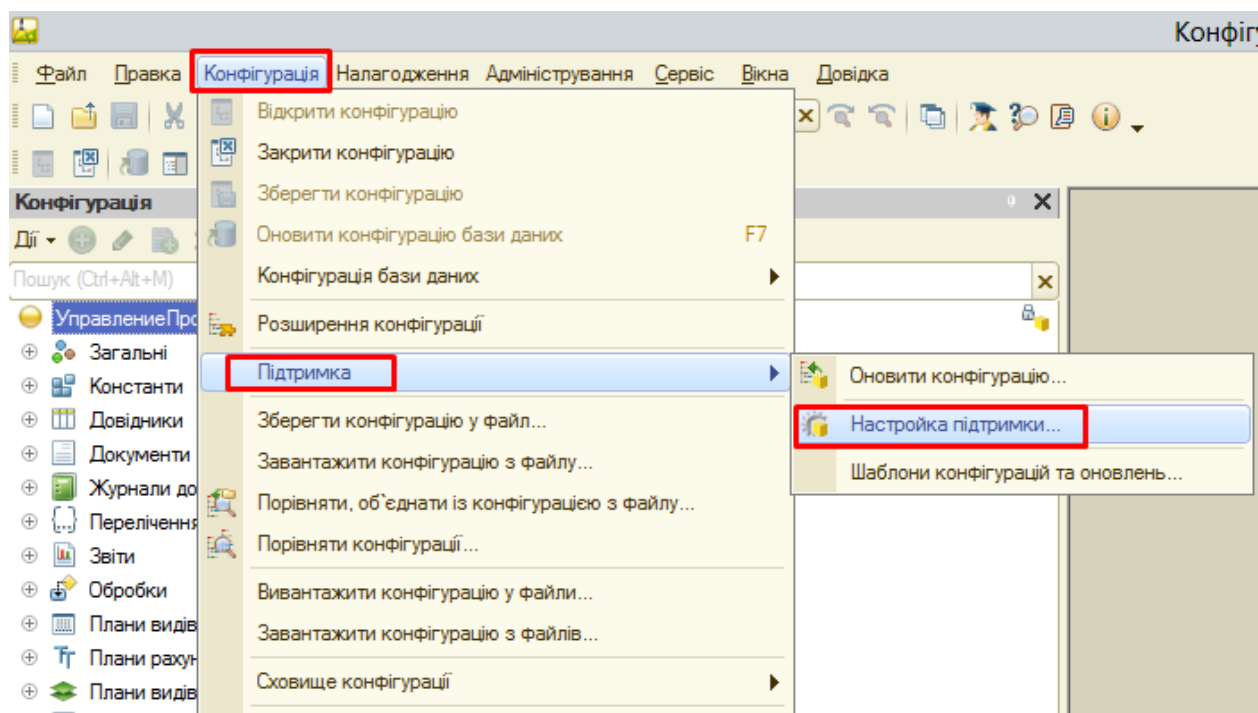 Конфігу
Файл Правка Конфігурація Налагодження Адміністрування Сервіс Вікна Довідка
Відкрити конфігурацію
Закрити конфігурацію
Зберегти конфігурацію
Оновити конфігурацію бази даних F7
Конфігурація бази даних
Розширення конфігурації
Підтримка
Зберегти конфігурацію у файл...
Завантажити конфігурацію з файлу...
Порівняти, об`єднати із конфігурацією з файлу...
Порівняти конфігурації...
Вивантажити конфігурацію у файли...
Завантажити конфігурацію з файлів...
Сховище конфігурації
Оновити конфігурацію...
Настройка підтримки...
Шаблони конфігурацій та оновлень...
Конфігурація
Дії
Пошук (Ctrl+Alt+M)
УправлениеПро
Загальні
Константи
Довідники
Документи
Журнали до
Перелічення
Звіти
Обробки
Плани видів
Плани рахун
Плани видів